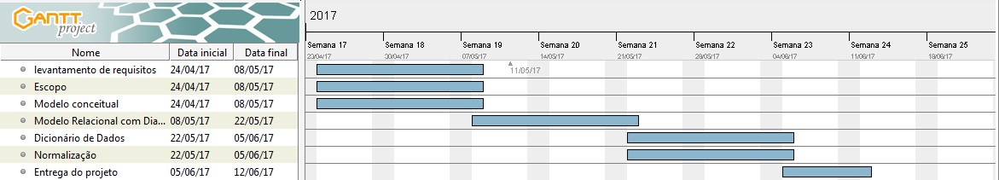 GANTT
project
2017
Semana 17 Semana 18 Semana 19 Semana 20 Semana 21 Semana 22 Semana 23 Semana 24 Semana 25
Nome Data inicial Data final 23/04/17 30/04/17 07/05/17 14/05/17 21/05/17 28/05/17 04/06/17 11/06/17 18/06/17
levantamento de requisitos 24/04/17 08/05/17 11/05/17
Escopo 24/04/17 08/05/17
Modelo conceitual 24/04/17 08/05/17
Modelo Relacional com Dia... 08/05/17 22/05/17
Dicionário de Dados 22/05/17 05/06/17
Normalização 22/05/17 05/06/17
Entrega do projeto 05/06/17 12/06/17